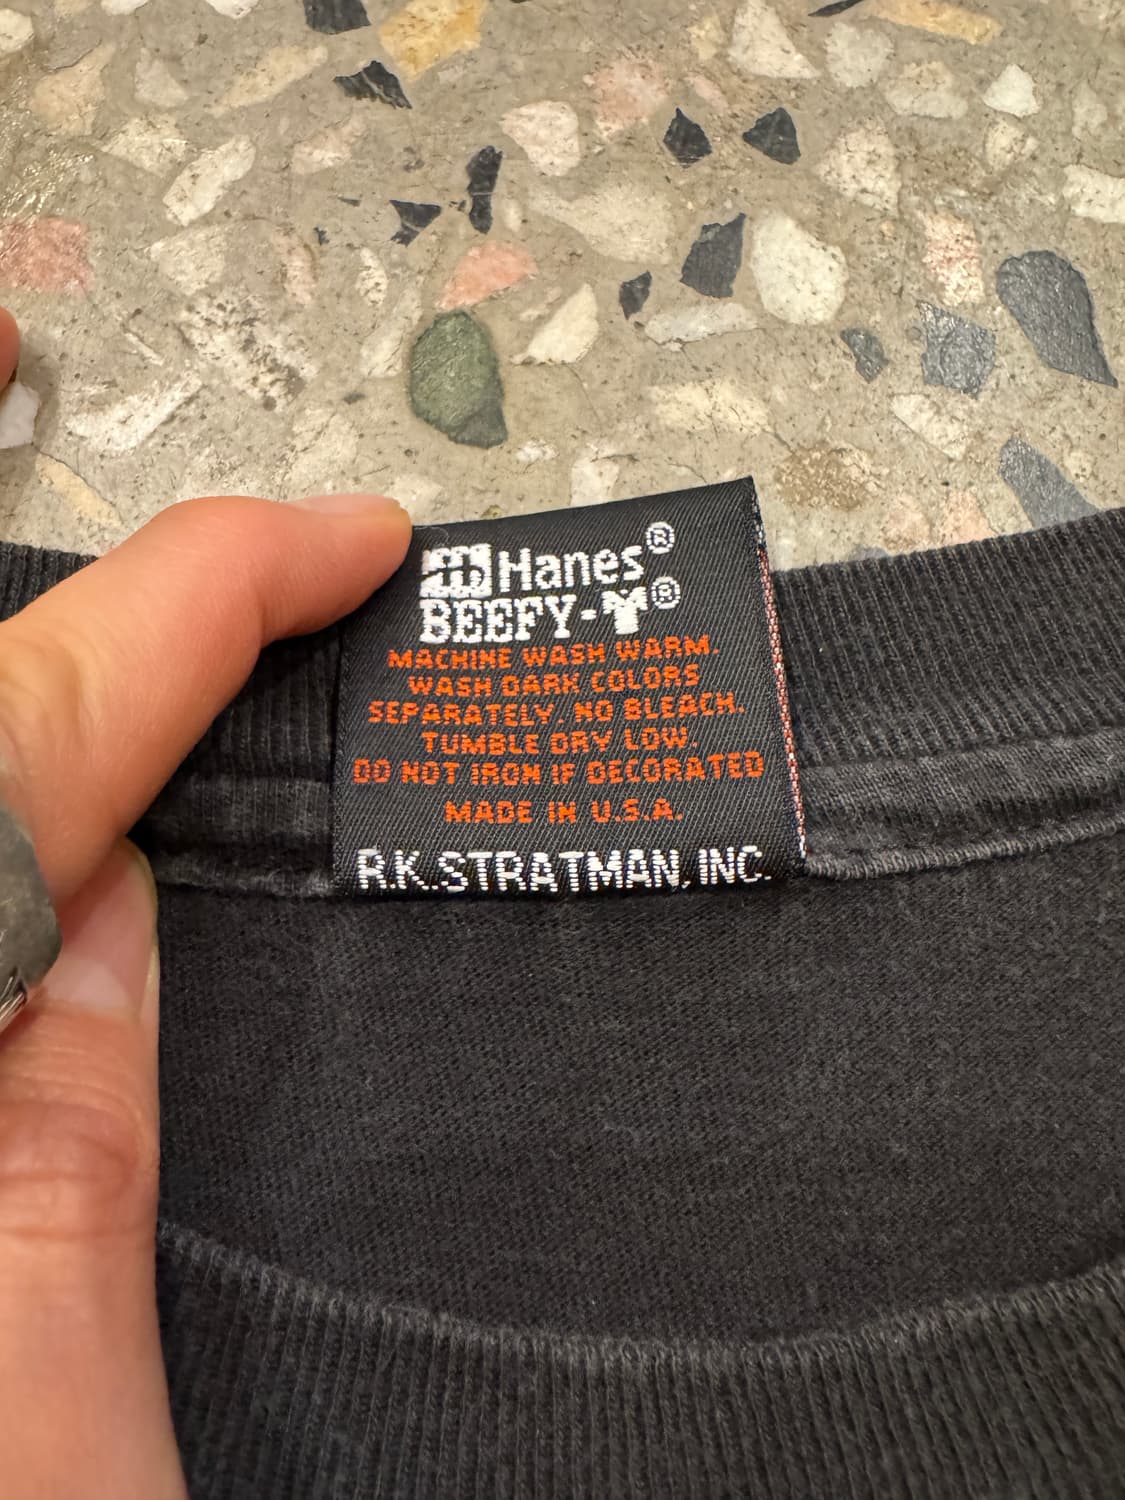 Hanes®
BEEFY-T®
MACHINE WASH WARM.
WASH DARK COLORS
SEPARATELY. NO BLEACH.
TUMBLE DRY LOW.
DO NOT IRON IF DECORATED
MADE IN U.S.A.
R.K.STRATMAN, INC.